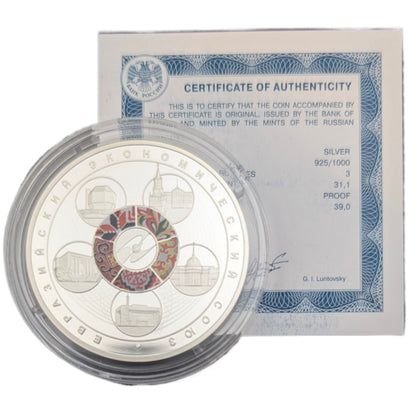 БАНК РОССИИ
CERTIFICATE OF AUTHENTICITY
THIS IS TO CERTIFY THAT THE COIN ACCOMPANIED BY
THIS CERTIFICATE IS ORIGINAL, ISSUED BY THE BANK OF
AND MINTED BY THE MINTS OF THE RUSSIAN
SILVER
925/1000
3
31,1
PROOF
39,0
G. I. Luntovsky
ЕВРАЗИЙСКИЙ ЭКОНОМИЧЕСКИЙ СОЮЗ